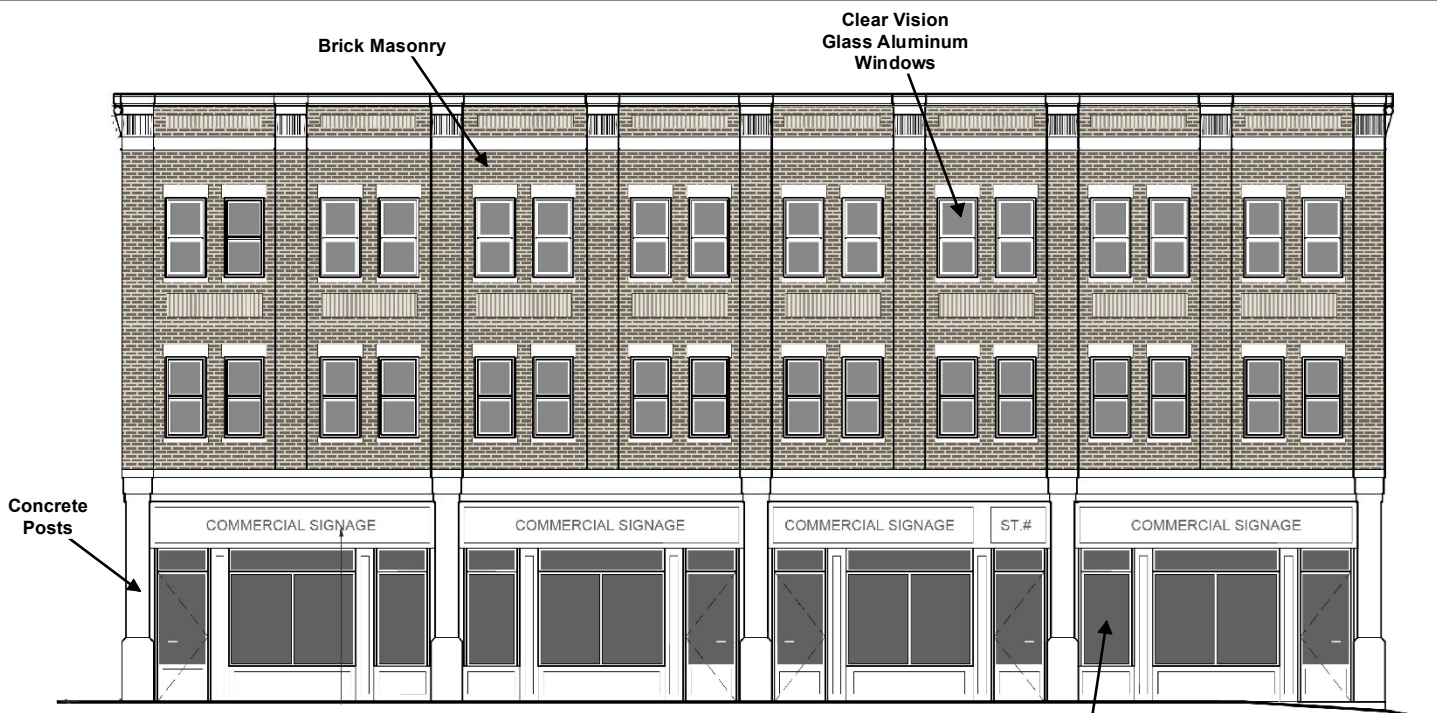 Clear Vision
Glass Aluminum
Windows
Brick Masonry
Concrete
Posts
COMMERCIAL SIGNAGE
COMMERCIAL SIGNAGE
COMMERCIAL SIGNAGE
ST.#
COMMERCIAL SIGNAGE